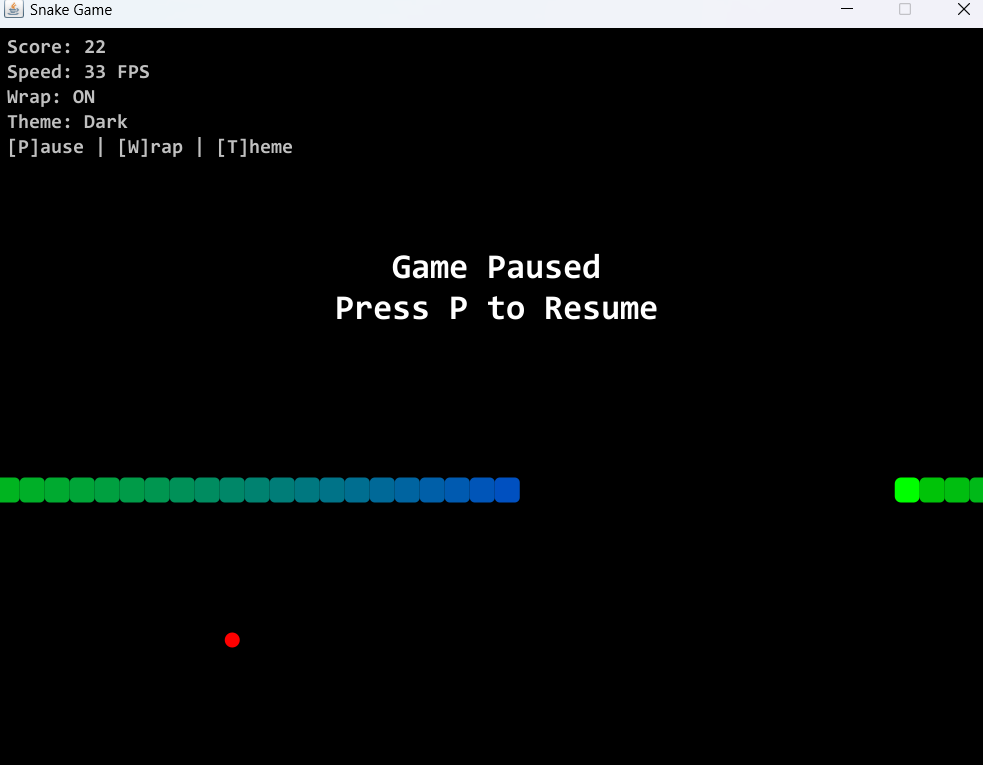 Snake Game
Score: 22
Speed: 33 FPS
Wrap: ON
Theme: Dark
[P]ause | [W]rap | [T]heme
Game Paused
Press P to Resume